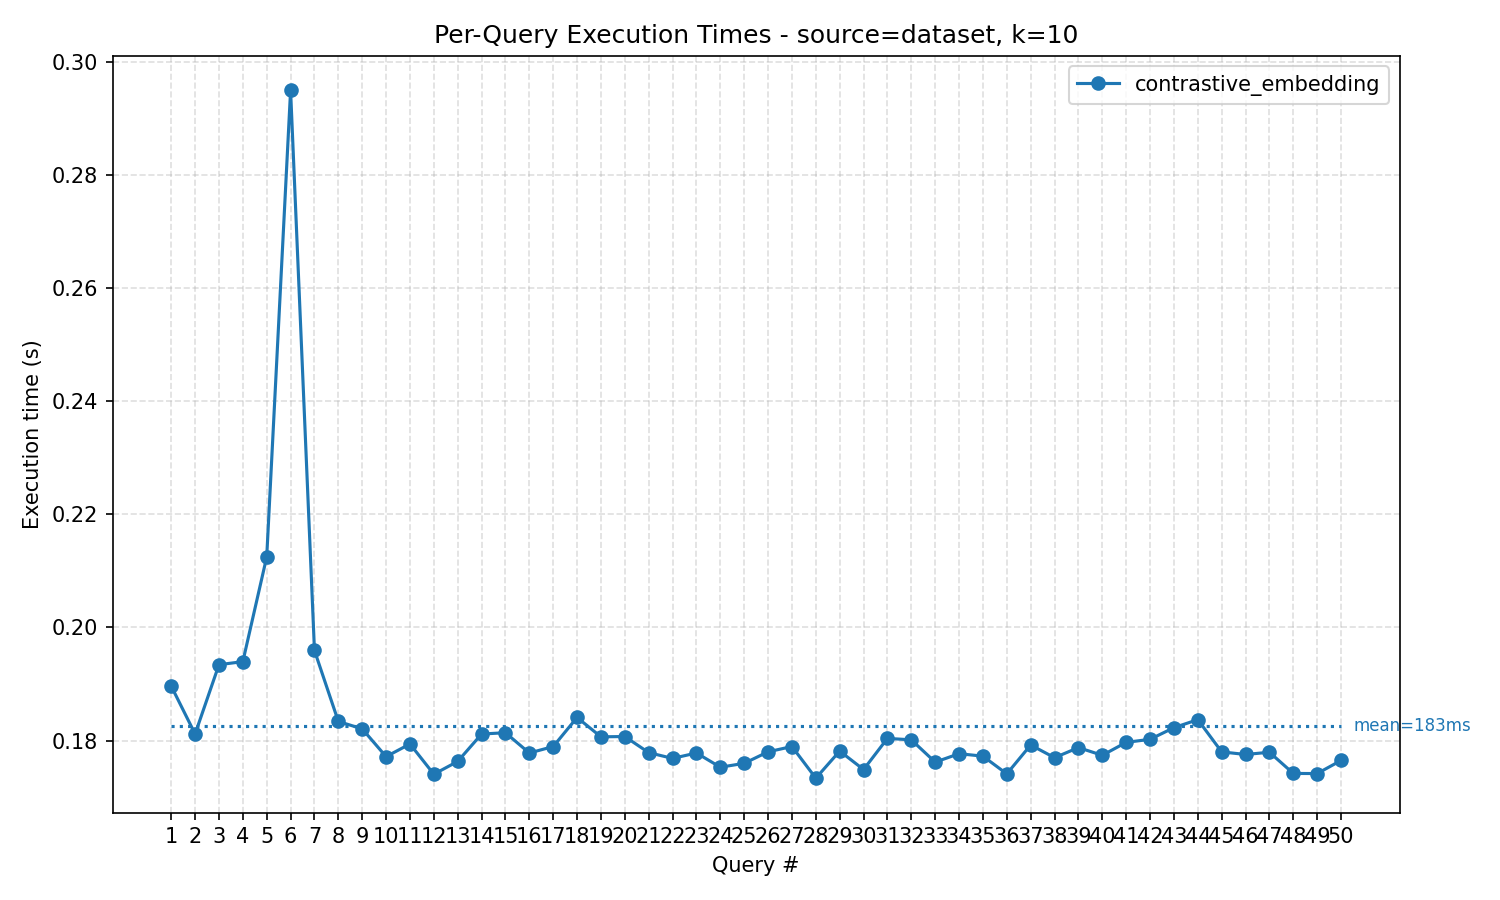 Per-Query Execution Times - source=dataset, k=10
contrastive_embedding
0.30
0.28
0.26
0.24
0.22
0.20
0.18
Execution time (s)
mean=183ms
1 2 3 4 5 6 7 8 9 10 11 12 13 14 15 16 17 18 19 20 21 22 23 24 25 26 27 28 29 30 31 32 33 34 35 36 37 38 39 40 41 42 43 44 45 46 47 48 49 50
Query #